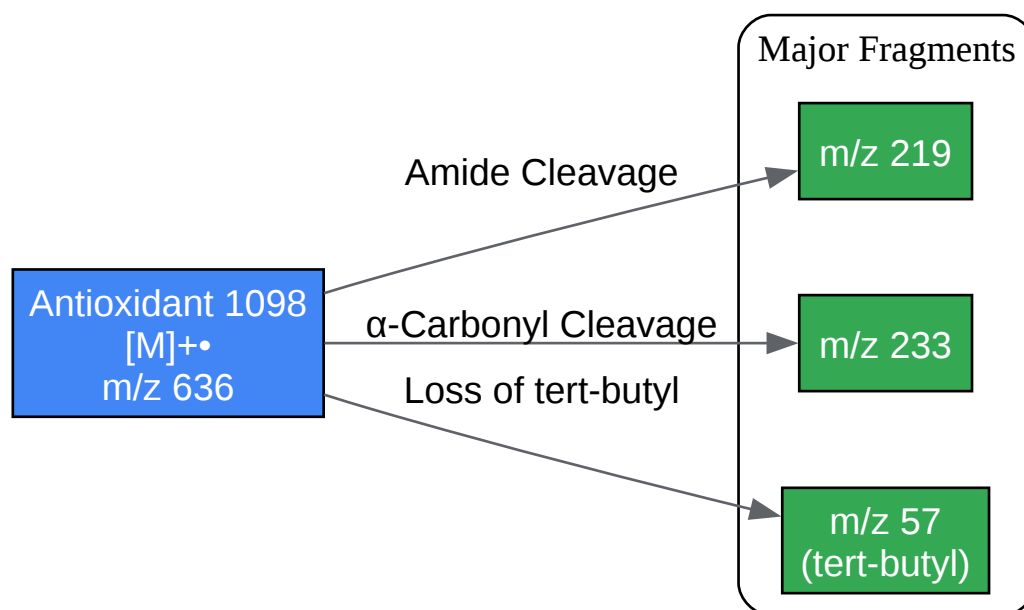 Major Fragments
m/z 219
Amide Cleavage
Antioxidant 1098
[M]+•
m/z 636
α-Carbonyl Cleavage
m/z 233
Loss of tert-butyl
m/z 57
(tert-butyl)